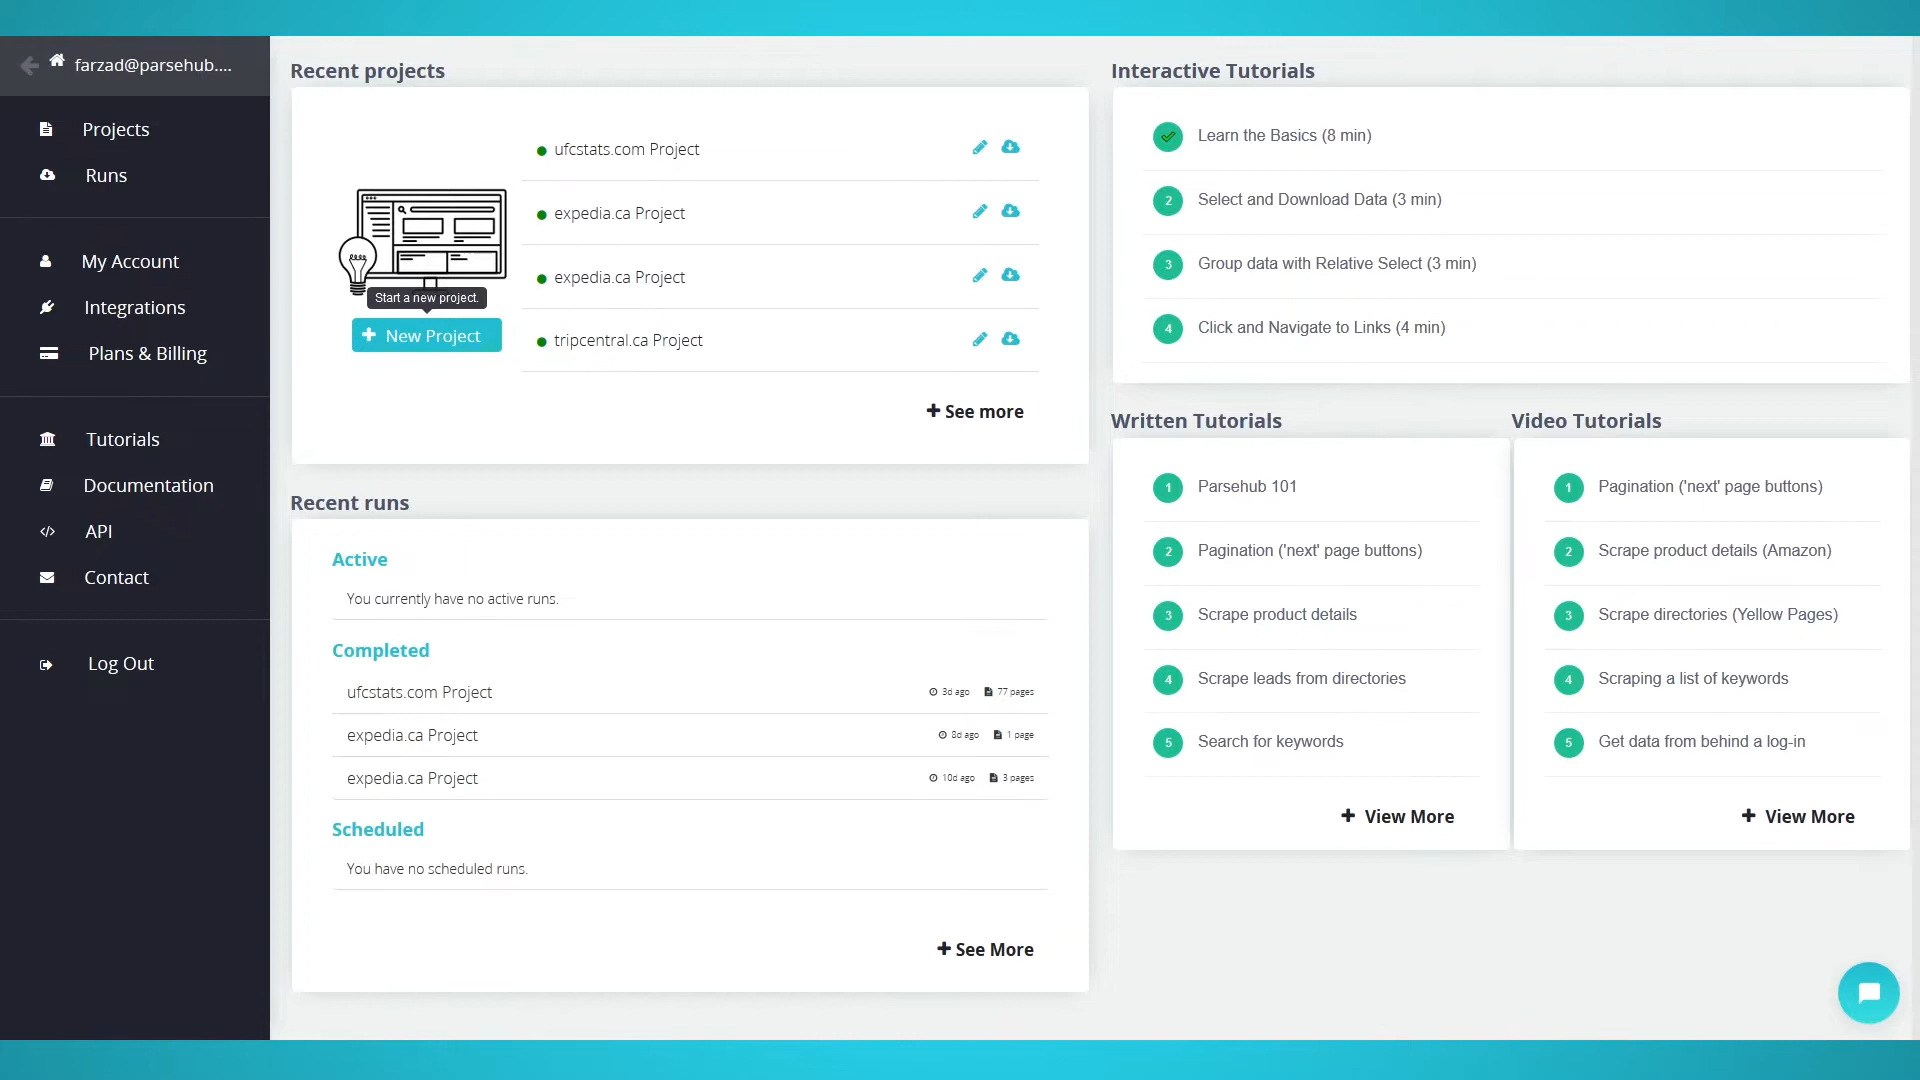 farzad@parsehub....
Projects
Runs
My Account
Integrations
Plans & Billing
Tutorials
Documentation
API
Contact
Log Out
Recent projects
Start a new project.
New Project
ufcstats.com Project
expedia.ca Project
expedia.ca Project
tripcentral.ca Project
See more
Recent runs
Active
You currently have no active runs.
Completed
ufcstats.com Project 3d ago 77 pages
expedia.ca Project 8d ago 1 page
expedia.ca Project 10d ago 3 pages
Scheduled
You have no scheduled runs.
See More
Interactive Tutorials
Learn the Basics (8 min)
2 Select and Download Data (3 min)
3 Group data with Relative Select (3 min)
4 Click and Navigate to Links (4 min)
Written Tutorials
1 Parsehub 101
2 Pagination ('next' page buttons)
3 Scrape product details
4 Scrape leads from directories
5 Search for keywords
View More
Video Tutorials
1 Pagination ('next' page buttons)
2 Scrape product details (Amazon)
3 Scrape directories (Yellow Pages)
4 Scraping a list of keywords
5 Get data from behind a log-in
View More